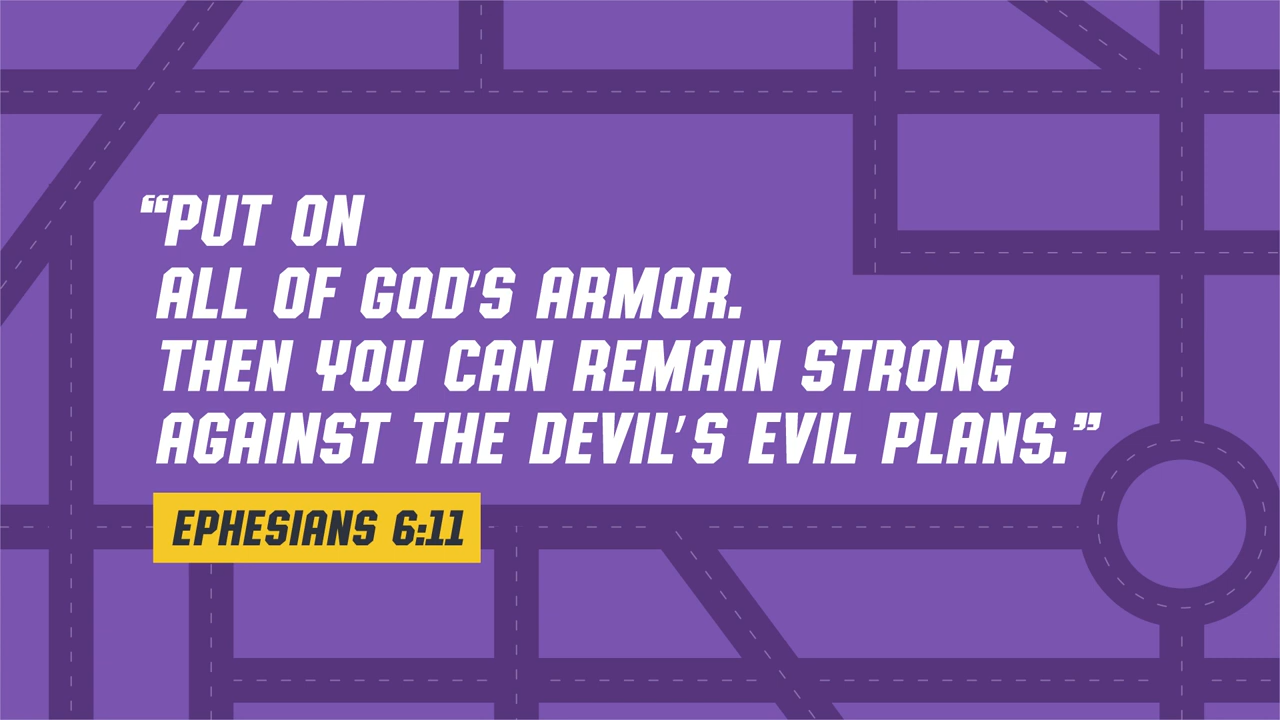 “PUT ON
ALL OF GOD'S ARMOR.
THEN YOU CAN REMAIN STRONG
AGAINST THE DEVIL'S EVIL PLANS.”
EPHESIANS 6:11